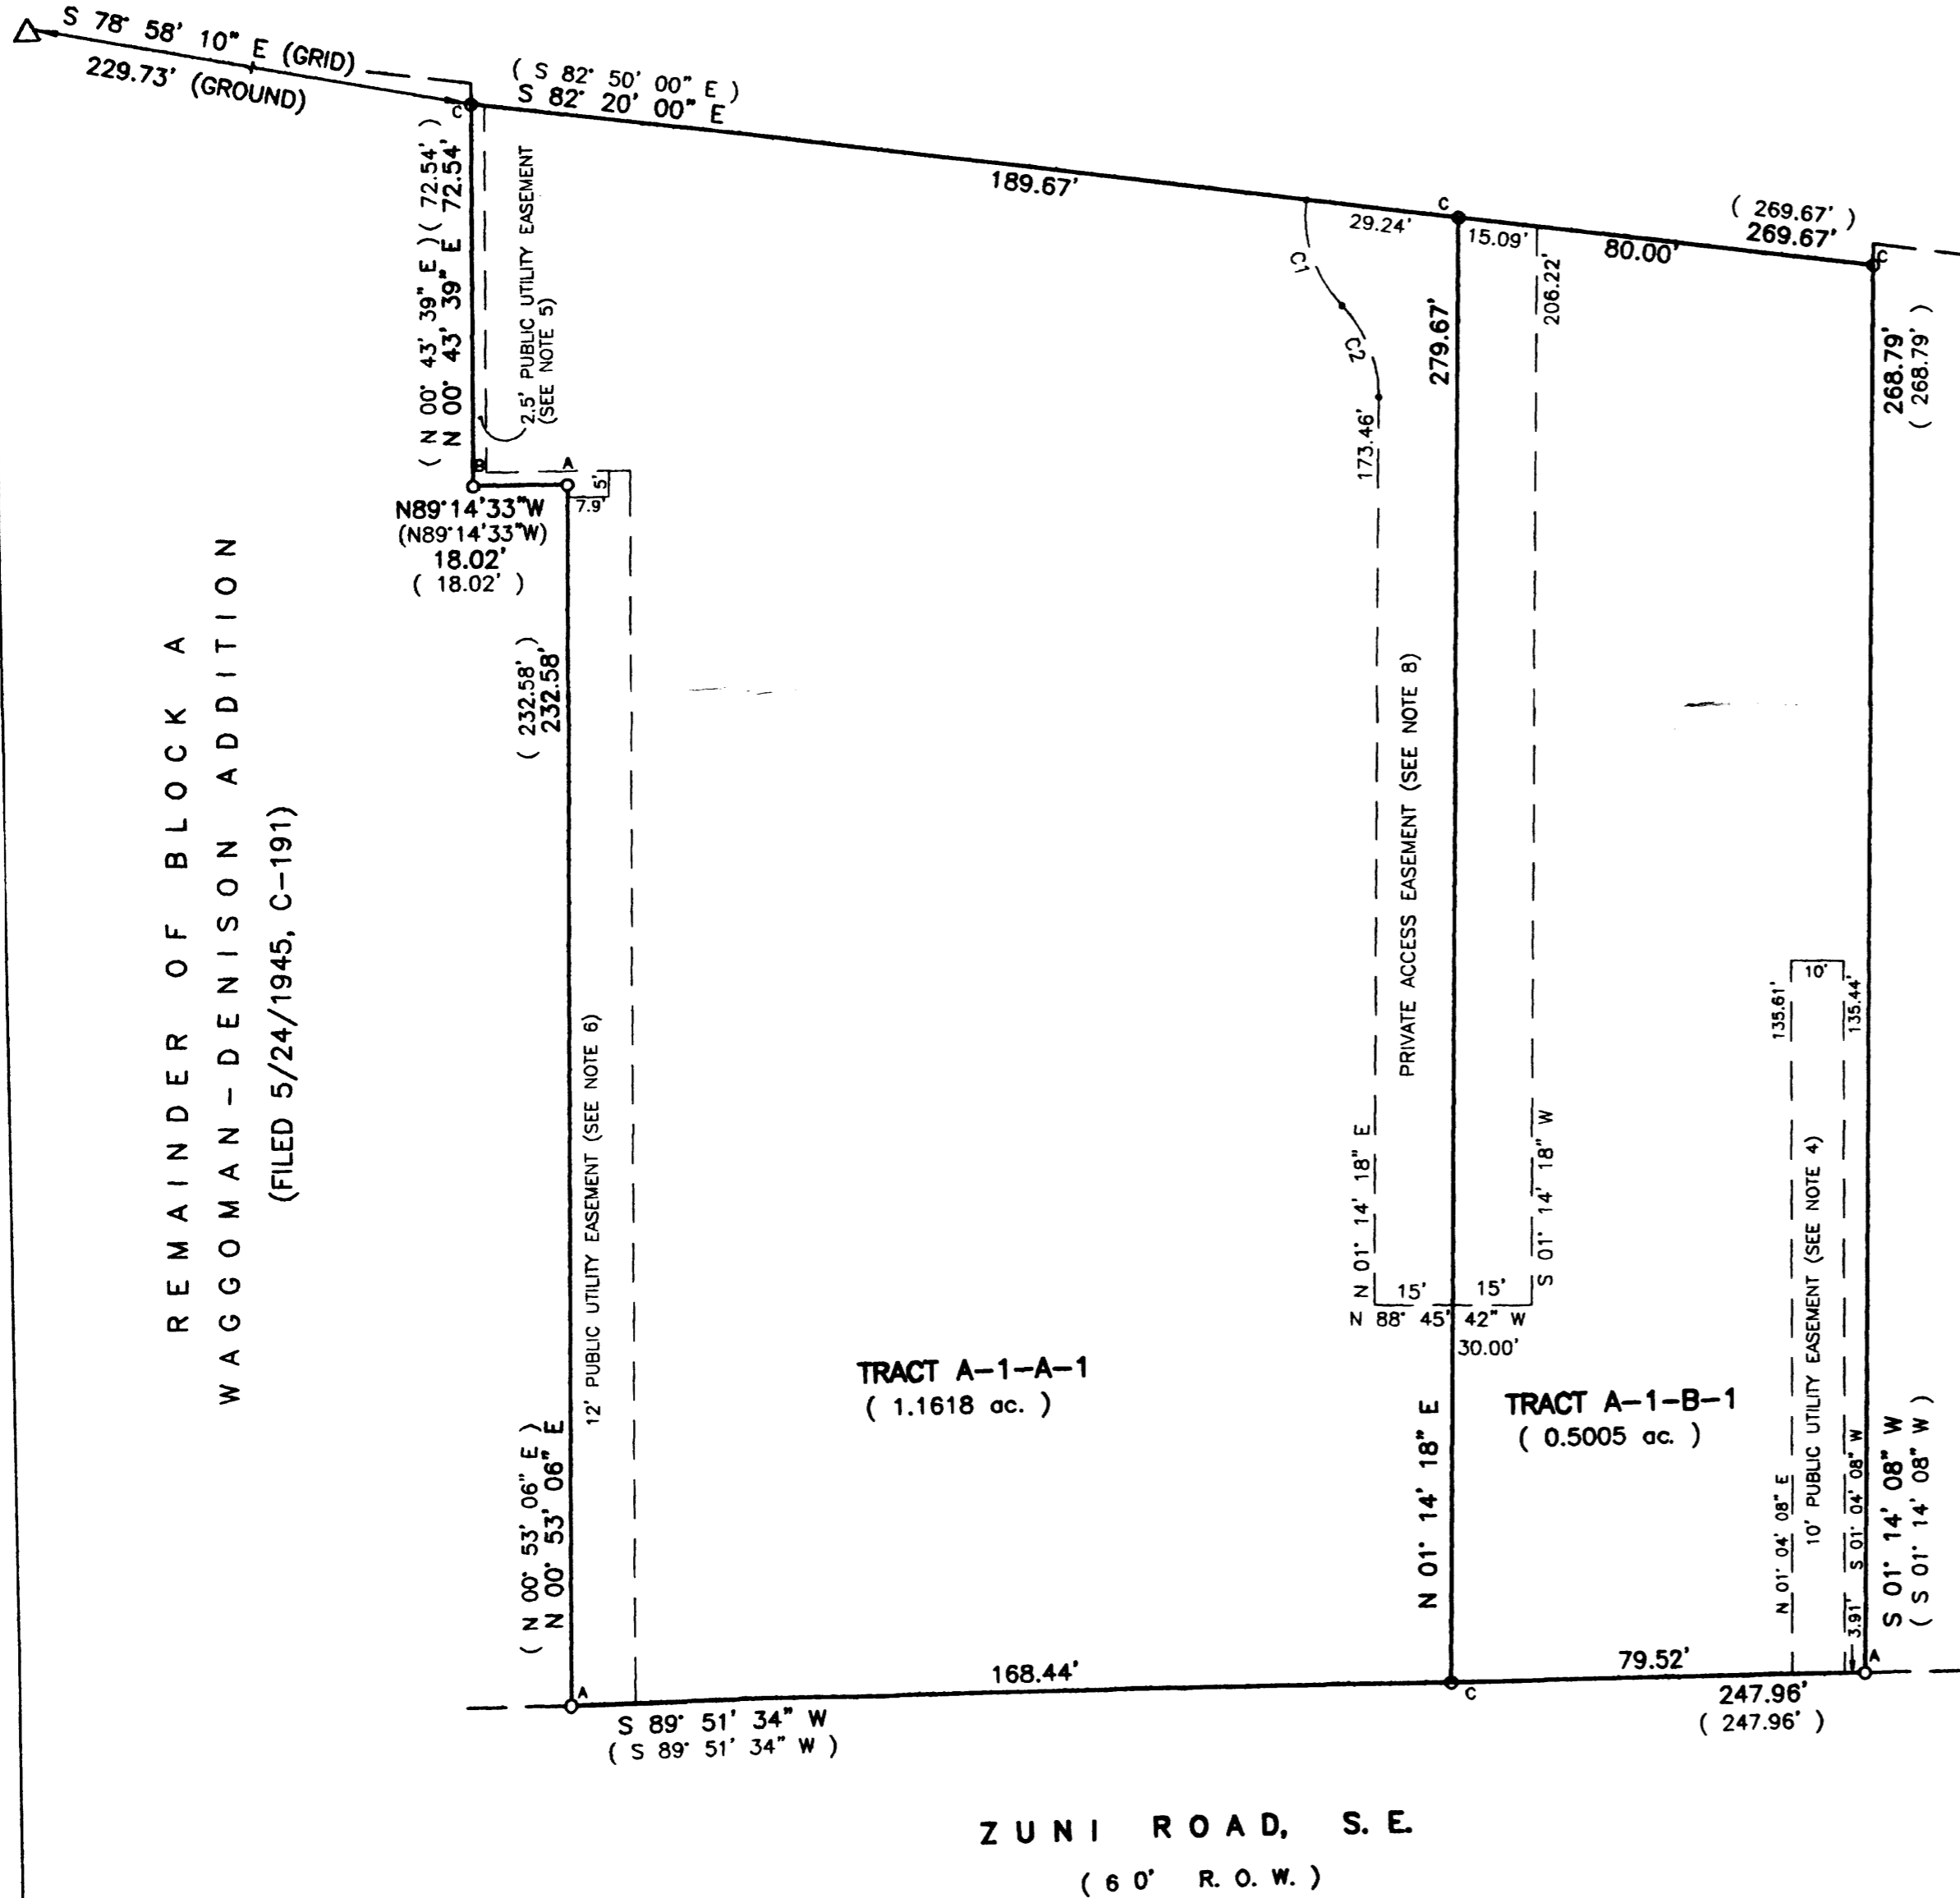 S 78° 58' 10" E (GRID)
229.73' (GROUND)
( S 82° 50' 00" E )
S 82° 20' 00" E
189.67'
29.24'
C
15.09'
80.00'
( 269.67' )
269.67'
C
C
( N 00° 43' 39" E ) ( 72.54' )
N 00° 43' 39" E 72.54'
2.5' PUBLIC UTILITY EASEMENT
(SEE NOTE 5)
C1
C2
173.46'
279.67'
206.22'
268.79'
( 268.79' )
B
A
5'
7.9'
N89°14'33"W
(N89°14'33"W)
18.02'
( 18.02' )
( 232.58' )
232.58'
REMAINDER OF BLOCK A
WAGGOMAN-DENISON ADDITION
(FILED 5/24/1945, C-191)
12' PUBLIC UTILITY EASEMENT (SEE NOTE 6)
PRIVATE ACCESS EASEMENT (SEE NOTE 8)
N 01° 14' 18" E
S 01° 14' 18" W
15'
15'
N 88° 45' 42" W
30.00'
10'
135.61'
135.44'
10' PUBLIC UTILITY EASEMENT (SEE NOTE 4)
N 01° 04' 08" E
S 01° 04' 08" W
3.91'
TRACT A-1-A-1
( 1.1618 ac. )
TRACT A-1-B-1
( 0.5005 ac. )
( N 00° 53' 06" E )
N 00° 53' 06" E
N 01° 14' 18" E
S 01° 14' 08" W
( S 01° 14' 08" W )
A
168.44'
C
79.52'
A
S 89° 51' 34" W
( S 89° 51' 34" W )
247.96'
( 247.96' )
ZUNI ROAD, S.E.
( 60' R.O.W. )